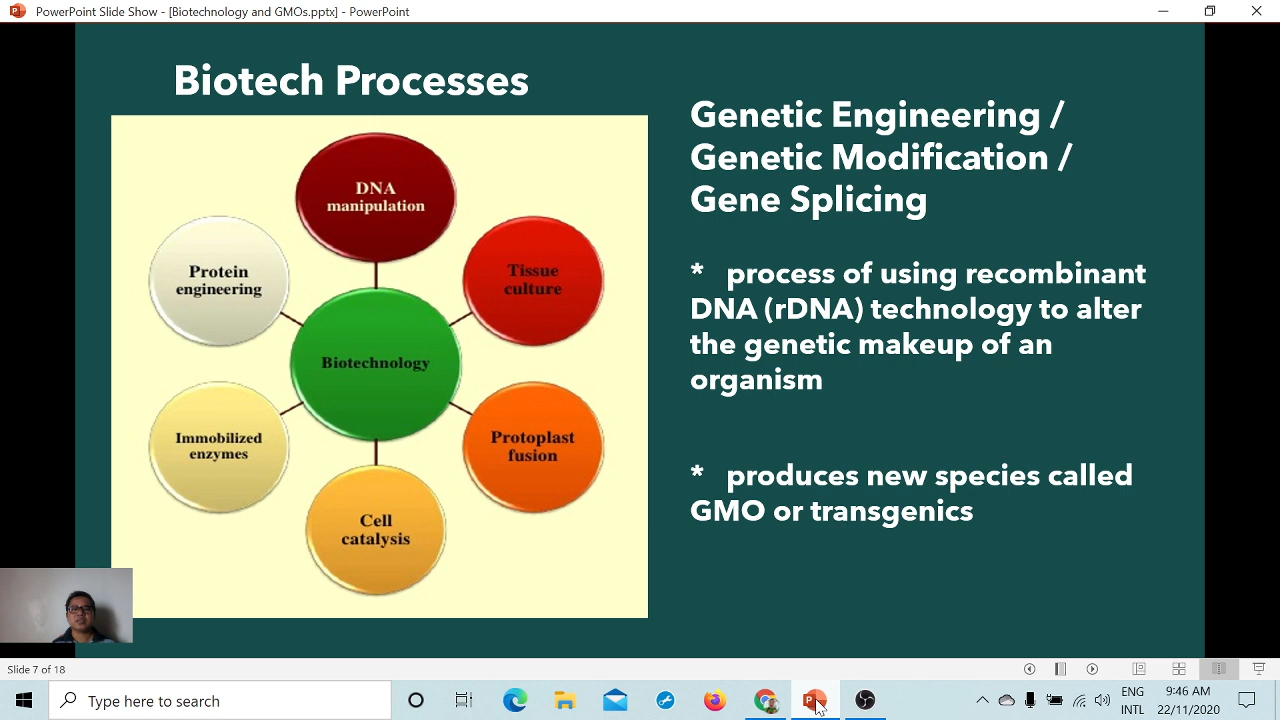 PowerPoint Slide Show - [Biotechnology and GMOs.pptx] - PowerPoint
Biotech Processes
DNA
manipulation
Tissue
culture
Protoplast
fusion
Cell
catalysis
Immobilized
enzymes
Protein
engineering
Biotechnology
Genetic Engineering /
Genetic Modification /
Gene Splicing
* process of using recombinant
DNA (rDNA) technology to alter
the genetic makeup of an
organism
* produces new species called
GMO or transgenics
Slide 7 of 18
Type here to search
ENG
INTL
9:46 AM
22/11/2020